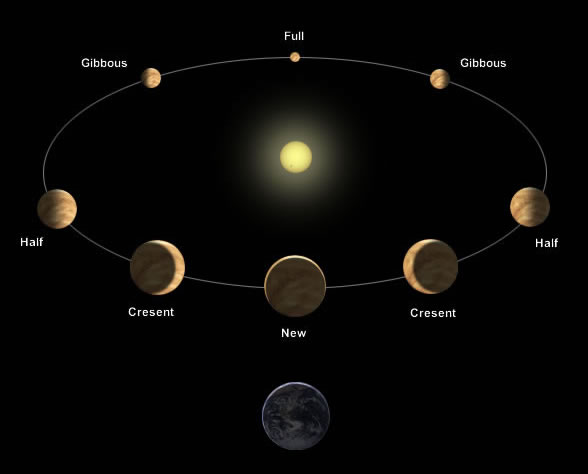 Full
Gibbous
Gibbous
Half
Half
Cresent
Cresent
New